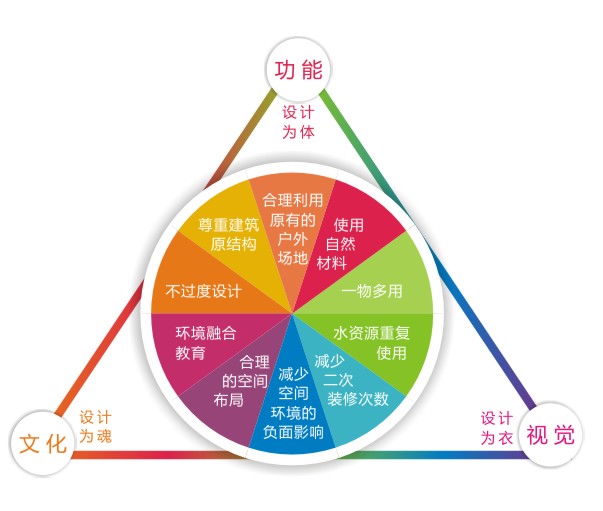 功能
设计
为体
合理利用
原有的
户外
场地
使用
自然
材料
一物多用
水资源重复
使用
减少
二次
装修次数
减少
空间
环境的
负面影响
合理
的空间
布局
环境融合
教育
不过度设计
尊重建筑
原结构
文化
设计
为魂
设计
为衣
视觉